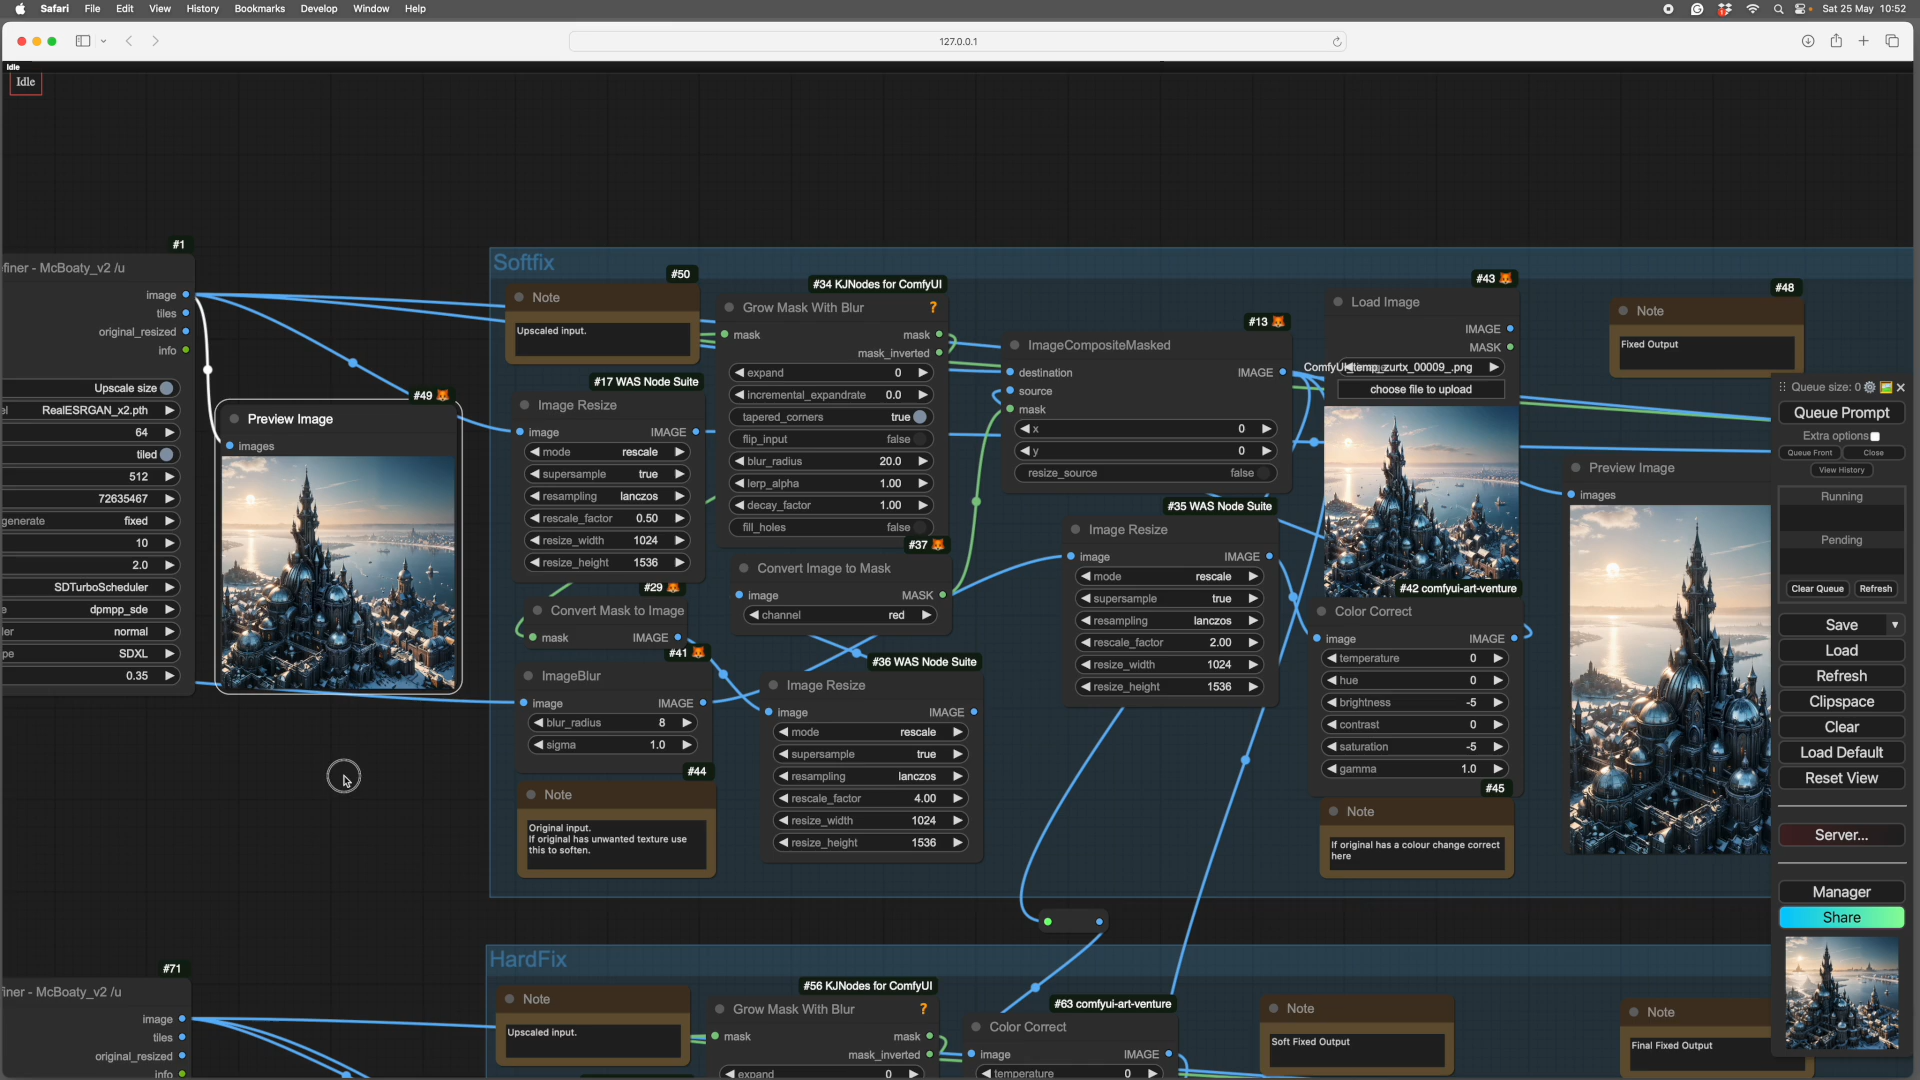 Safari File Edit View History Bookmarks Develop Window Help
Sat 25 May 10:52
127.0.0.1
Idle
Idle
#1
finer - McBoaty_v2 /u
image
tiles
original_resized
info
Upscale size
RealESRGAN_x2.pth
64
tiled
512
72635467
generate fixed
10
2.0
SDTurboScheduler
dpmpp_sde
normal
SDXL
0.35
#49
Preview Image
images
Softfix
#50
Note
Upscaled input.
#17 WAS Node Suite
Image Resize
image IMAGE
mode rescale
supersample true
resampling lanczos
rescale_factor 0.50
resize_width 1024
resize_height 1536
#29
Convert Mask to Image
mask IMAGE
#41
ImageBlur
image IMAGE
blur_radius 8
sigma 1.0
#44
Note
Original input.
If original has unwanted texture use
this to soften.
#34 KJNodes for ComfyUI
Grow Mask With Blur ?
mask mask
mask_inverted
expand 0
incremental_expandrate 0.0
tapered_corners true
flip_input false
blur_radius 20.0
lerp_alpha 1.00
decay_factor 1.00
fill_holes false
#37
Convert Image to Mask
image MASK
channel red
#36 WAS Node Suite
Image Resize
image IMAGE
mode rescale
supersample true
resampling lanczos
rescale_factor 4.00
resize_width 1024
resize_height 1536
#13
ImageCompositeMasked
destination IMAGE
source
mask
x 0
y 0
resize_source false
#35 WAS Node Suite
Image Resize
image IMAGE
mode rescale
supersample true
resampling lanczos
rescale_factor 2.00
resize_width 1024
resize_height 1536
#43
Load Image
IMAGE
MASK
_zurtx_00009_.png
choose file to upload
#42 comfyui-art-venture
Color Correct
image IMAGE
temperature 0
hue 0
brightness -5
contrast 0
saturation -5
gamma 1.0
#45
Note
If original has a colour change correct
here
#48
Note
Fixed Output
Preview Image
images
Queue size: 0
Queue Prompt
Extra options
Queue Front Close
View History
Running
Pending
Clear Queue Refresh
Save
Load
Refresh
Clipspace
Clear
Load Default
Reset View
Server...
Manager
Share
#71
iner - McBoaty_v2 /u
image
tiles
original_resized
info
HardFix
Note
Upscaled input.
#56 KJNodes for ComfyUI
Grow Mask With Blur ?
mask mask
mask_inverted
expand 0
#63 comfyui-art-venture
Color Correct
image IMAGE
temperature 0
Note
Soft Fixed Output
Note
Final Fixed Output